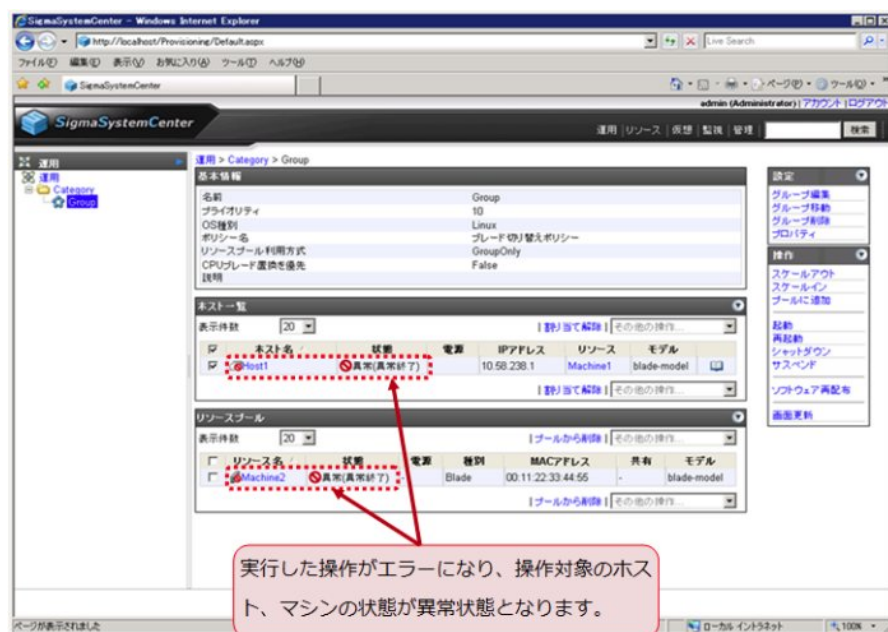 SigmaSystemCenter - Windows Internet Explorer
http://localhost/Provisioning/Default.aspx
Live Search
ファイル(F) 編集(E) 表示(V) お気に入り(A) ツール(T) ヘルプ(H)
SigmaSystemCenter
ページ(P) ツール(O)
admin (Administrator) | アカウント | ログアウト
SigmaSystemCenter
運用 | リソース | 仮想 | 監視 | 管理
検索
運用
運用
Category
Group
運用 > Category > Group
基本情報
名前 Group
プライオリティ 10
OS種別 Linux
ポリシー名 ブレード切り替えポリシー
リソースプール利用方式 GroupOnly
CPUブレード置換を優先 False
説明
ホスト一覧
表示件数 20 | 割り当て解除 | その他の操作...
ホスト名 状態 電源 IPアドレス リソース モデル
Host1 異常(異常終了) - 10.58.238.1 Machine1 blade-model
| 割り当て解除 | その他の操作...
リソースプール
表示件数 20 | プールから削除 | その他の操作...
リソース名 状態 電源 種別 MACアドレス 共有 モデル
Machine2 異常(異常終了) - Blade 00:11:22:33:44:55 - blade-model
| プールから削除 | その他の操作...
設定
グループ編集
グループ移動
グループ削除
プロパティ
操作
スケールアウト
スケールイン
プールに追加
起動
再起動
シャットダウン
サスペンド
ソフトウェア再配布
画面更新
実行した操作がエラーになり、操作対象のホス
ト、マシンの状態が異常状態となります。
ページが表示されました
ローカル イントラネット
100%